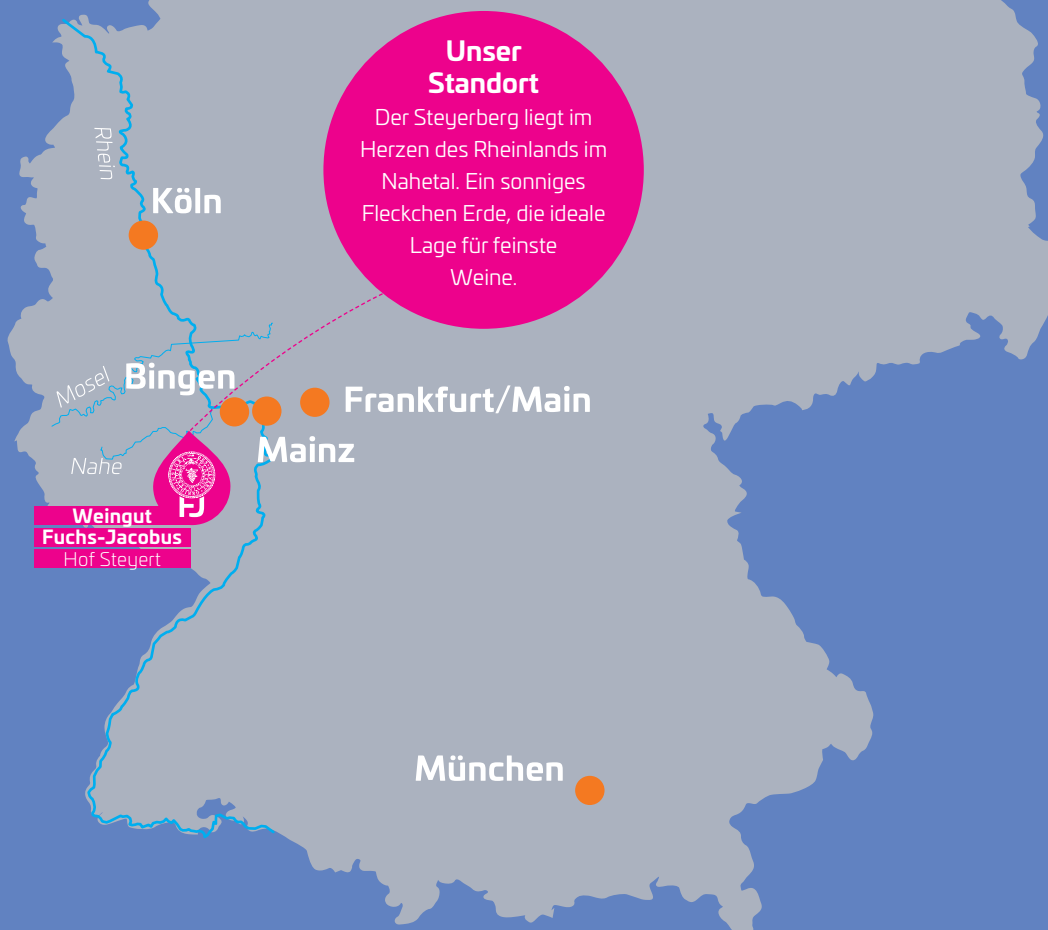 Unser
Standort
Der Steyerberg liegt im
Herzen des Rheinlands im
Nahetal. Ein sonniges
Fleckchen Erde, die ideale
Lage für feinste
Weine.
Rhein
Köln
Mosel
Bingen
Frankfurt/Main
Mainz
Nahe
FJ
Weingut
Fuchs-Jacobus
Hof Steyert
München